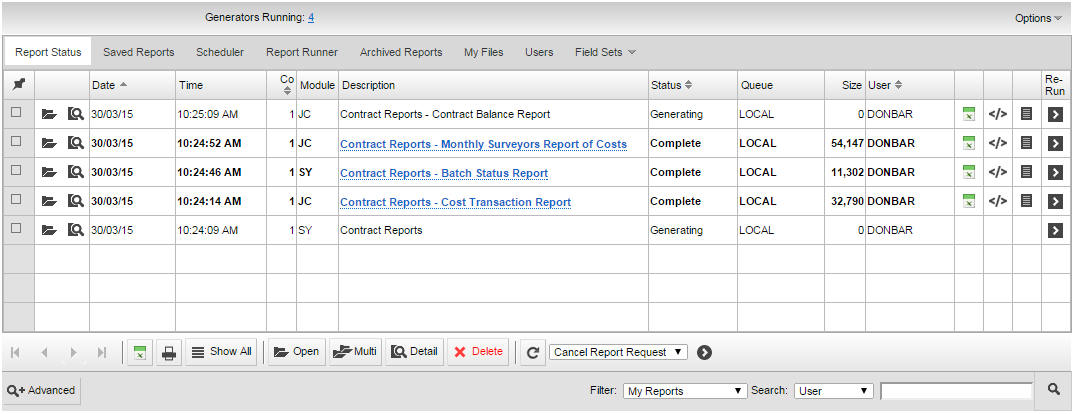 Generators Running: 4 Options
Report Status Saved Reports Scheduler Report Runner Archived Reports My Files Users Field Sets
Date Time Co Module Description Status Queue Size User Re-Run
30/03/15 10:25:09 AM 1 JC Contract Reports - Contract Balance Report Generating LOCAL 0 DONBAR
30/03/15 10:24:52 AM 1 JC Contract Reports - Monthly Surveyors Report of Costs Complete LOCAL 54,147 DONBAR
30/03/15 10:24:46 AM 1 SY Contract Reports - Batch Status Report Complete LOCAL 11,302 DONBAR
30/03/15 10:24:14 AM 1 JC Contract Reports - Cost Transaction Report Complete LOCAL 32,790 DONBAR
30/03/15 10:24:09 AM 1 SY Contract Reports Generating LOCAL 0 DONBAR
Show All Open Multi Detail Delete Cancel Report Request
Advanced Filter: My Reports Search: User